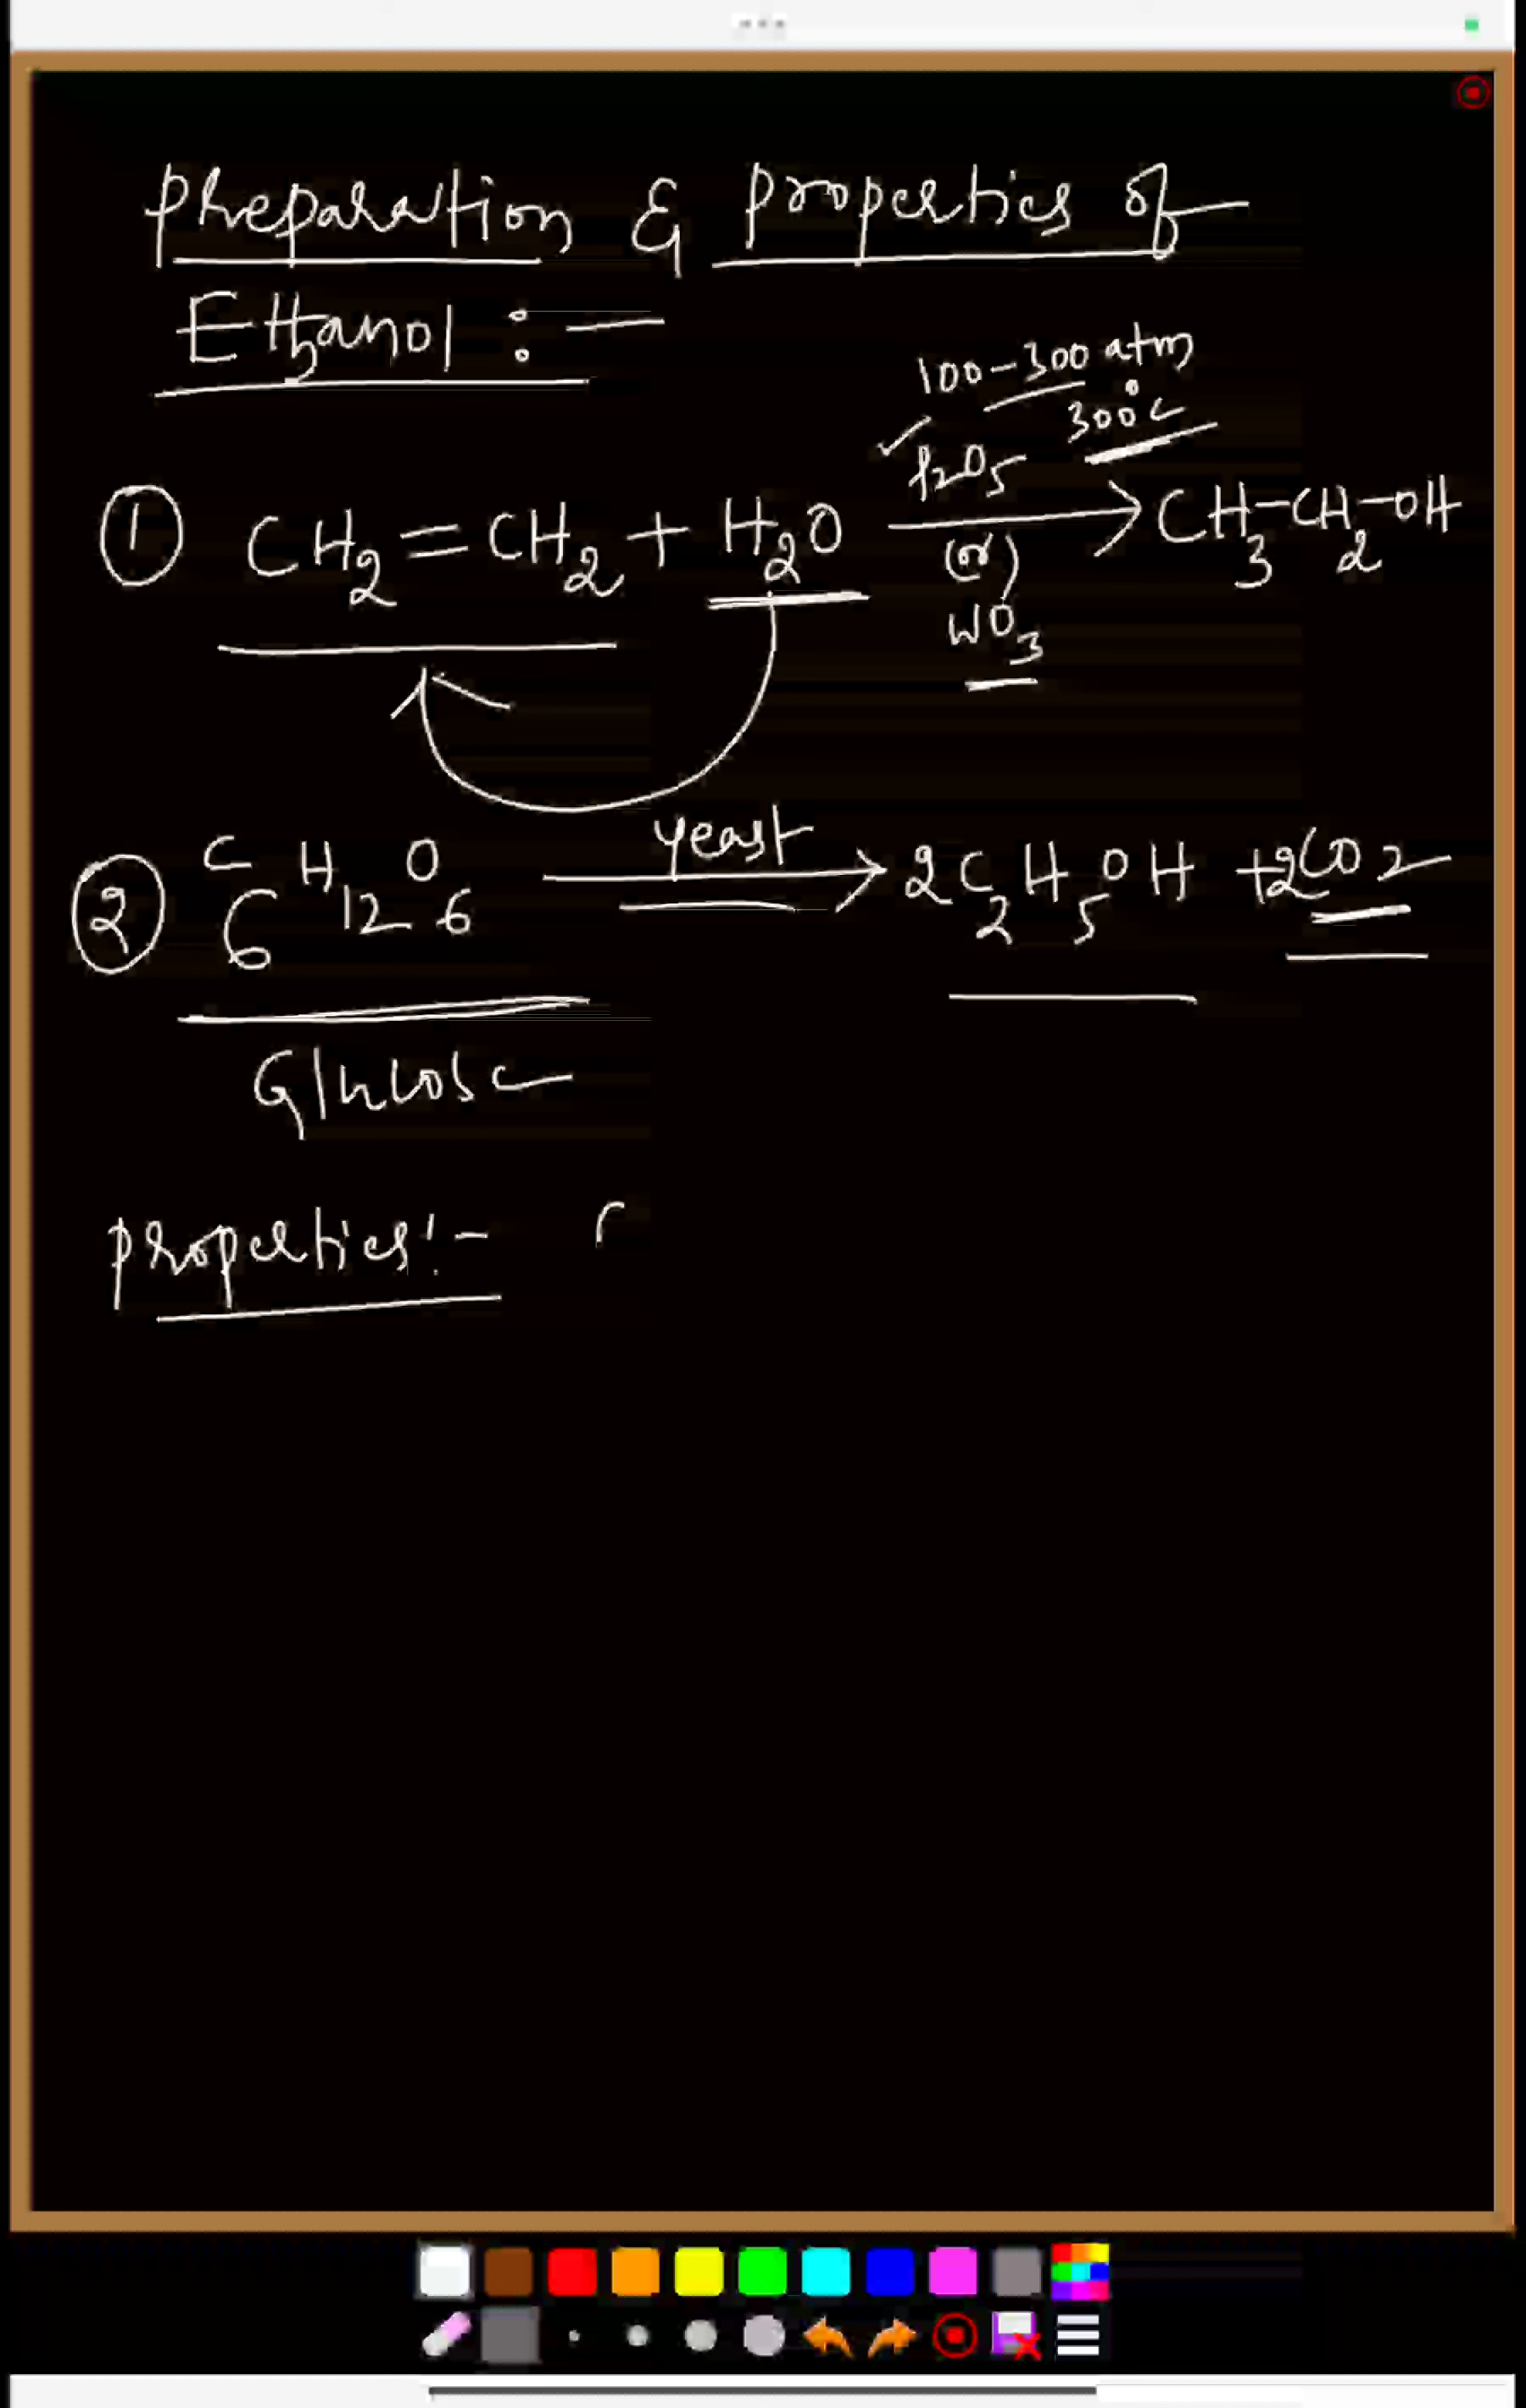 Preparation & Properties of
Ethanol :-
100-300 atm
300°C
P2O5
① CH2=CH2 + H2O → CH3-CH2-OH
(or)
WO3
yeast
② C6H12O6 → 2C2H5OH + 2CO2
Glucose
Properties:-